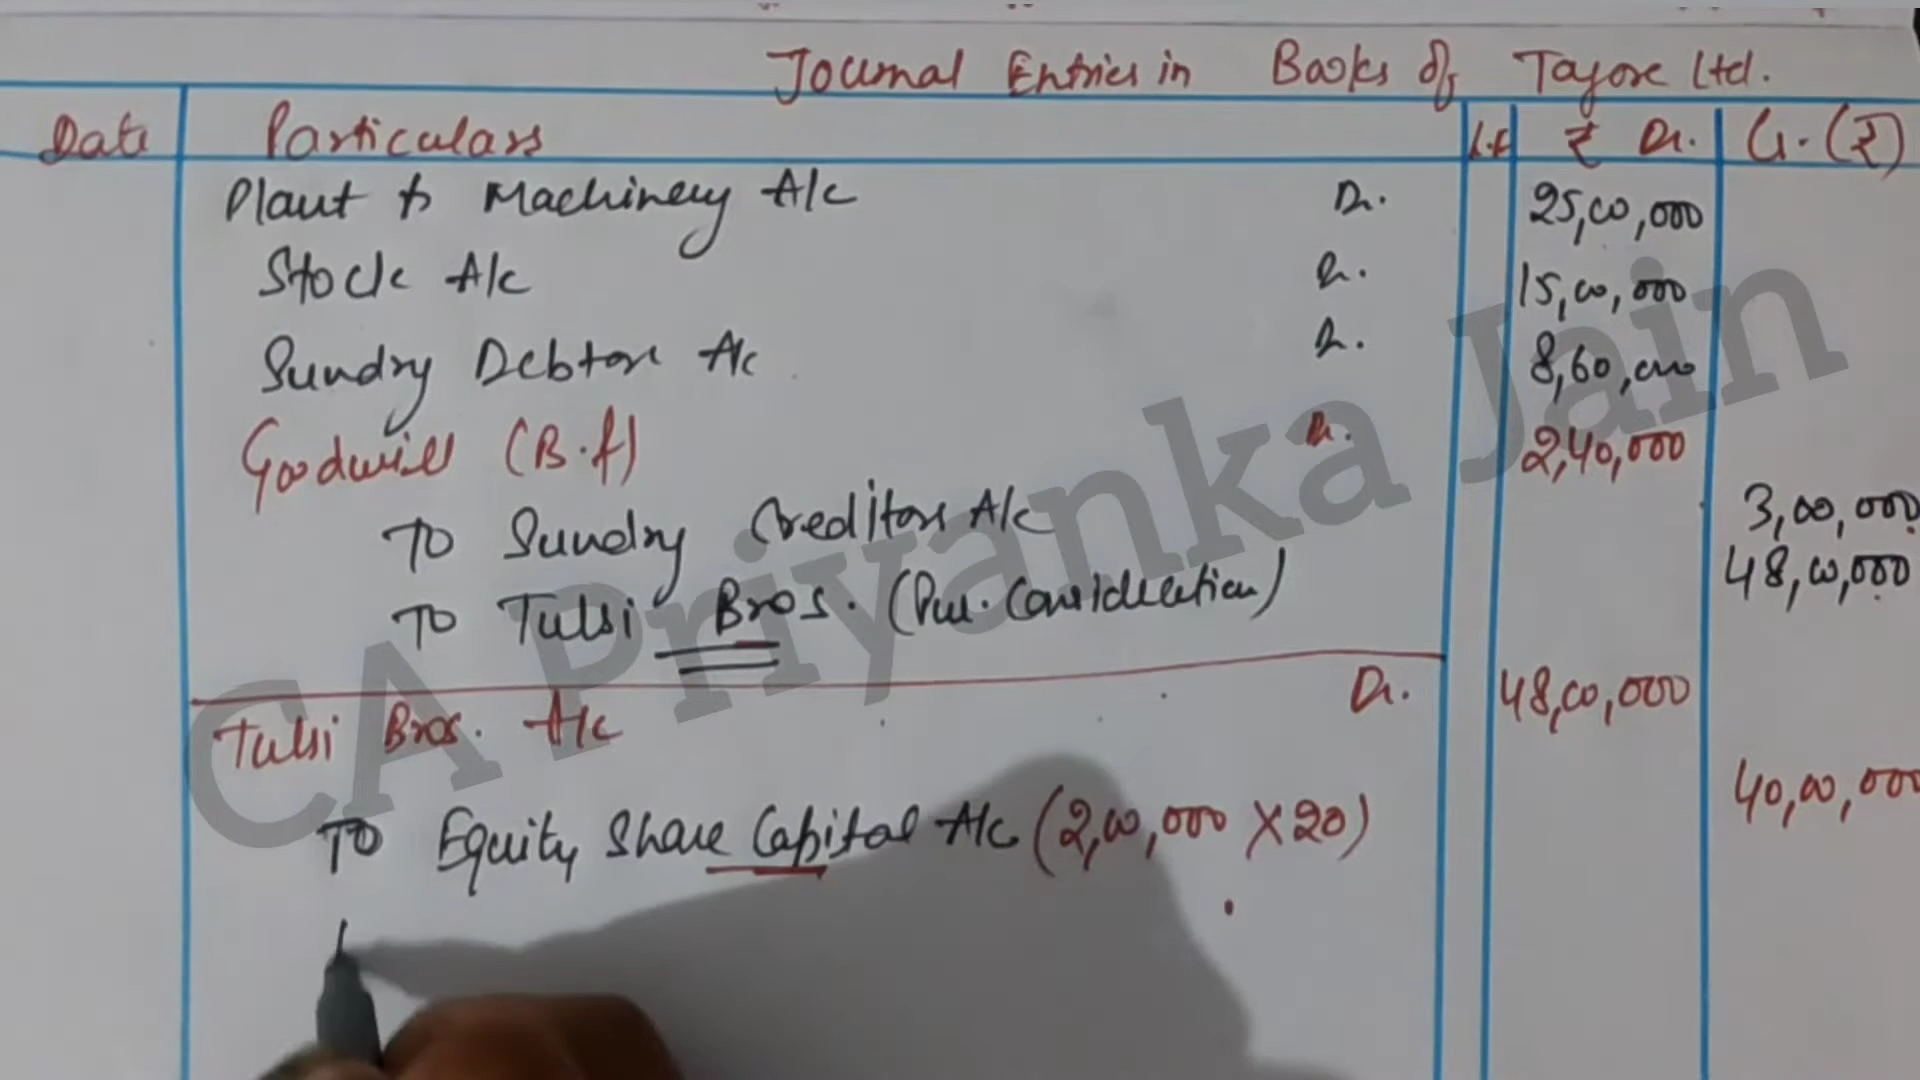 Journal Entries in Books of Tagore Ltd.
Date Particulars L.F ₹ Dr. Cr. (₹)
Plant & Machinery A/c Dr. 25,00,000
Stock A/c Dr. 15,00,000
Sundry Debtors A/c Dr. 8,60,000
Goodwill (B.f) Dr. 2,40,000
To Sundry Creditors A/c 3,00,000
To Tulsi Bros. (Pur. Consideration) 48,00,000
Tulsi Bros. A/c Dr. 48,00,000
To Equity Share Capital A/c (2,00,000 X 20) 40,00,000
CA Priyanka Jain